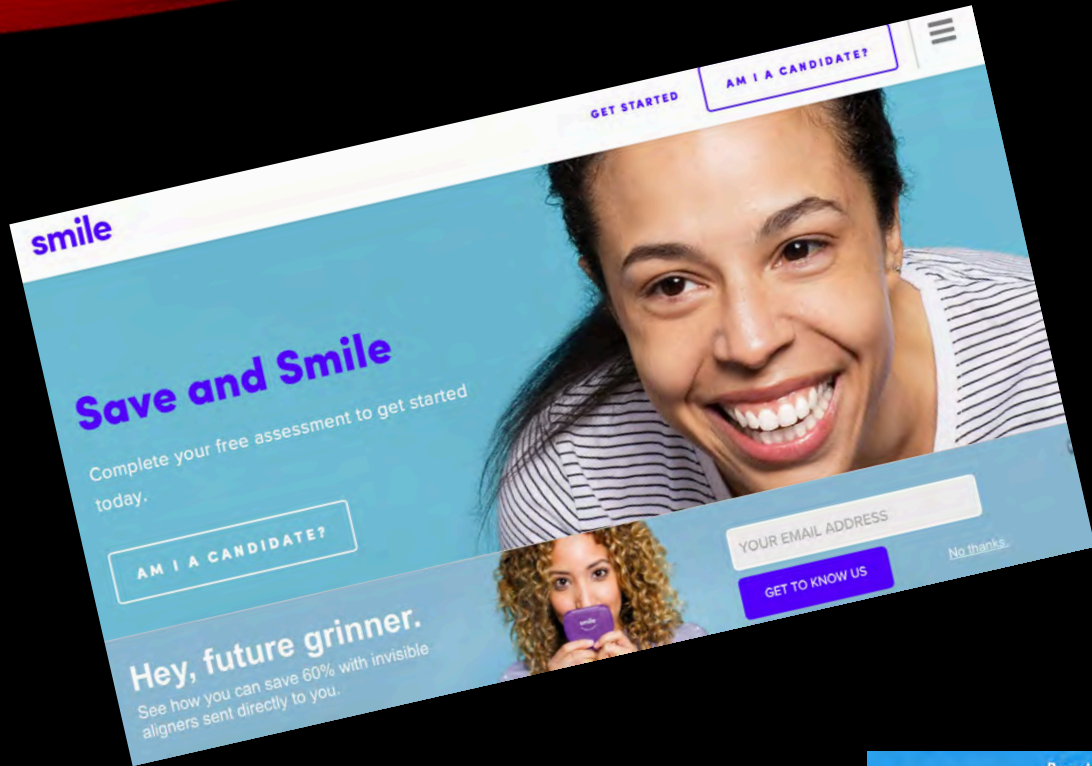 GET STARTED
AM I A CANDIDATE?
smile
Save and Smile
Complete your free assessment to get started
today.
AM I A CANDIDATE?
Hey, future grinner.
See how you can save 60% with invisible
aligners sent directly to you.
smile
YOUR EMAIL ADDRESS
GET TO KNOW US
No thanks.